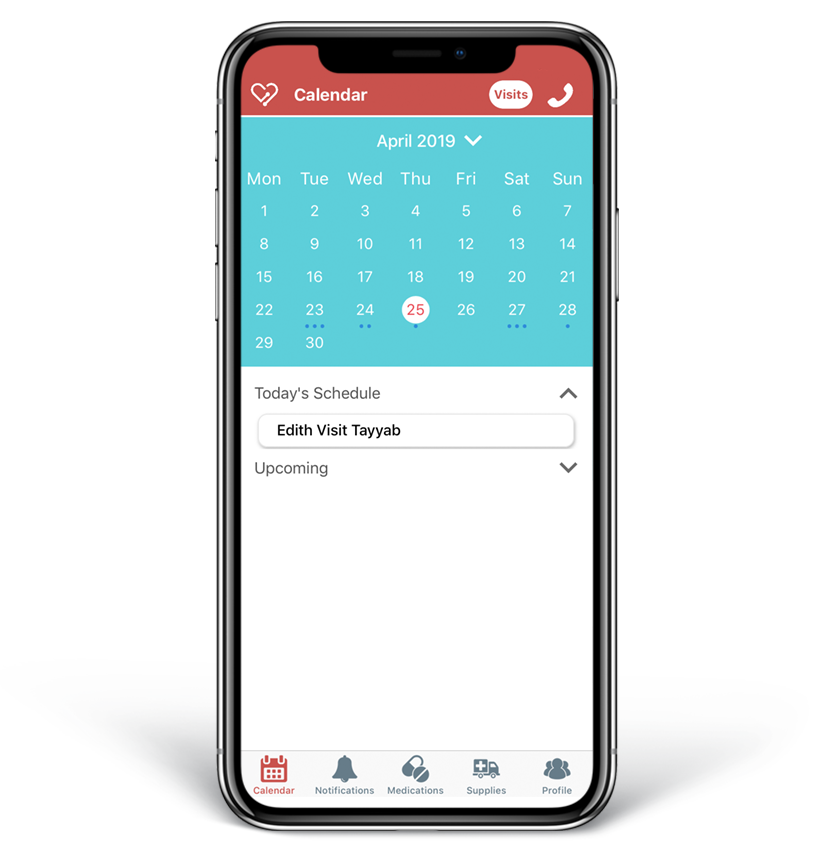 Calendar Visits
April 2019
Mon Tue Wed Thu Fri Sat Sun
1 2 3 4 5 6 7
8 9 10 11 12 13 14
15 16 17 18 19 20 21
22 23 24 25 26 27 28
29 30
Today's Schedule
Edith Visit Tayyab
Upcoming
Calendar Notifications Medications Supplies Profile